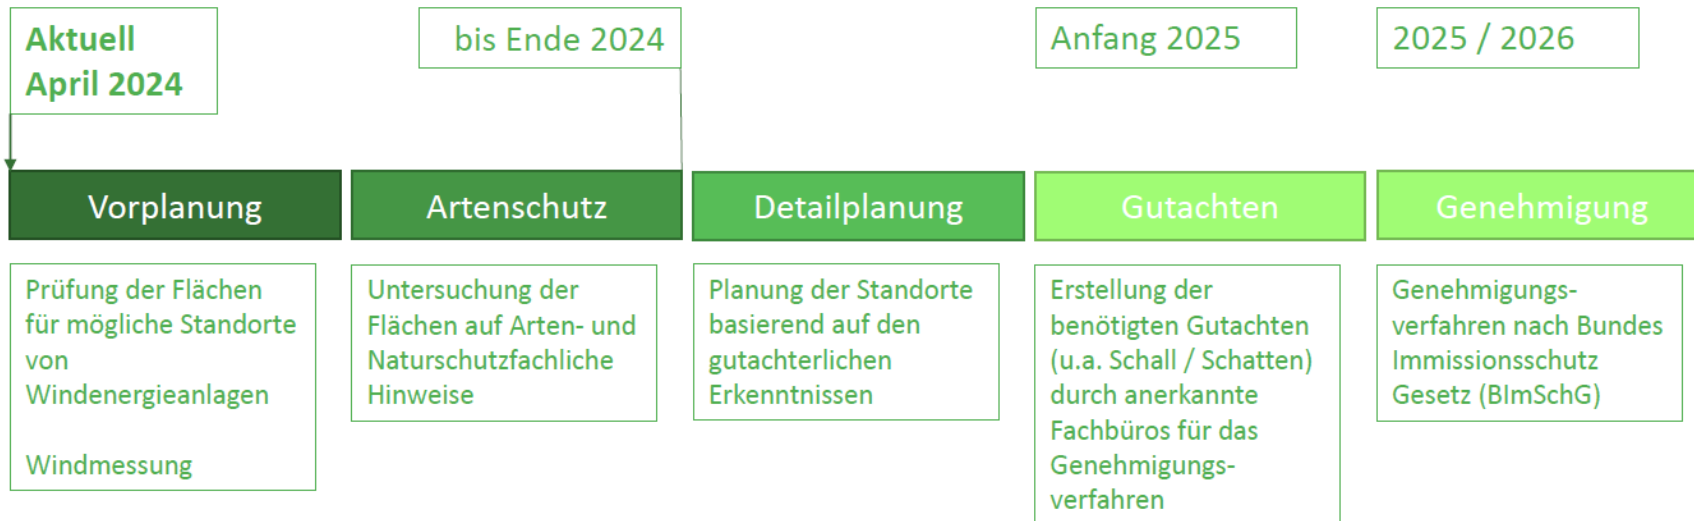 Aktuell
April 2024
bis Ende 2024
Anfang 2025
2025 / 2026
Vorplanung
Artenschutz
Detailplanung
Gutachten
Genehmigung
Prüfung der Flächen
für mögliche Standorte
von
Windenergieanlagen
Windmessung
Untersuchung der
Flächen auf Arten- und
Naturschutzfachliche
Hinweise
Planung der Standorte
basierend auf den
gutachterlichen
Erkenntnissen
Erstellung der
benötigten Gutachten
(u.a. Schall / Schatten)
durch anerkannte
Fachbüros für das
Genehmigungs-
verfahren
Genehmigungs-
verfahren nach Bundes
Immissionsschutz
Gesetz (BImSchG)